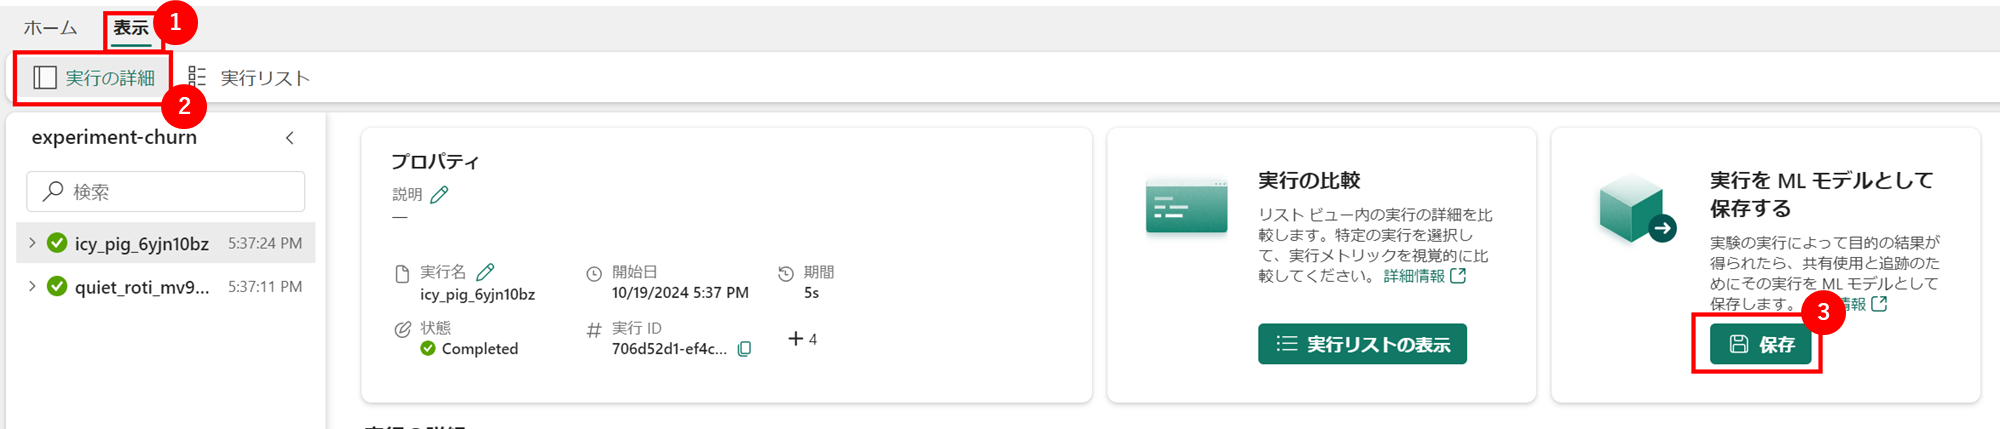 ホーム
表示
1
実行の詳細
実行リスト
2
experiment-churn
検索
icy_pig_6yjn10bz 5:37:24 PM
quiet_roti_mv9... 5:37:11 PM
プロパティ
説明
—
実行名
icy_pig_6yjn10bz
開始日
10/19/2024 5:37 PM
期間
5s
状態
Completed
実行 ID
706d52d1-ef4c...
+ 4
実行の比較
リスト ビュー内の実行の詳細を比
較します。特定の実行を選択し
て、実行メトリックを視覚的に比
較してください。 詳細情報
実行リストの表示
実行を ML モデルとして
保存する
実験の実行によって目的の結果が
得られたら、共有使用と追跡のた
めにその実行を ML モデルとして
保存します。 情報
3
保存